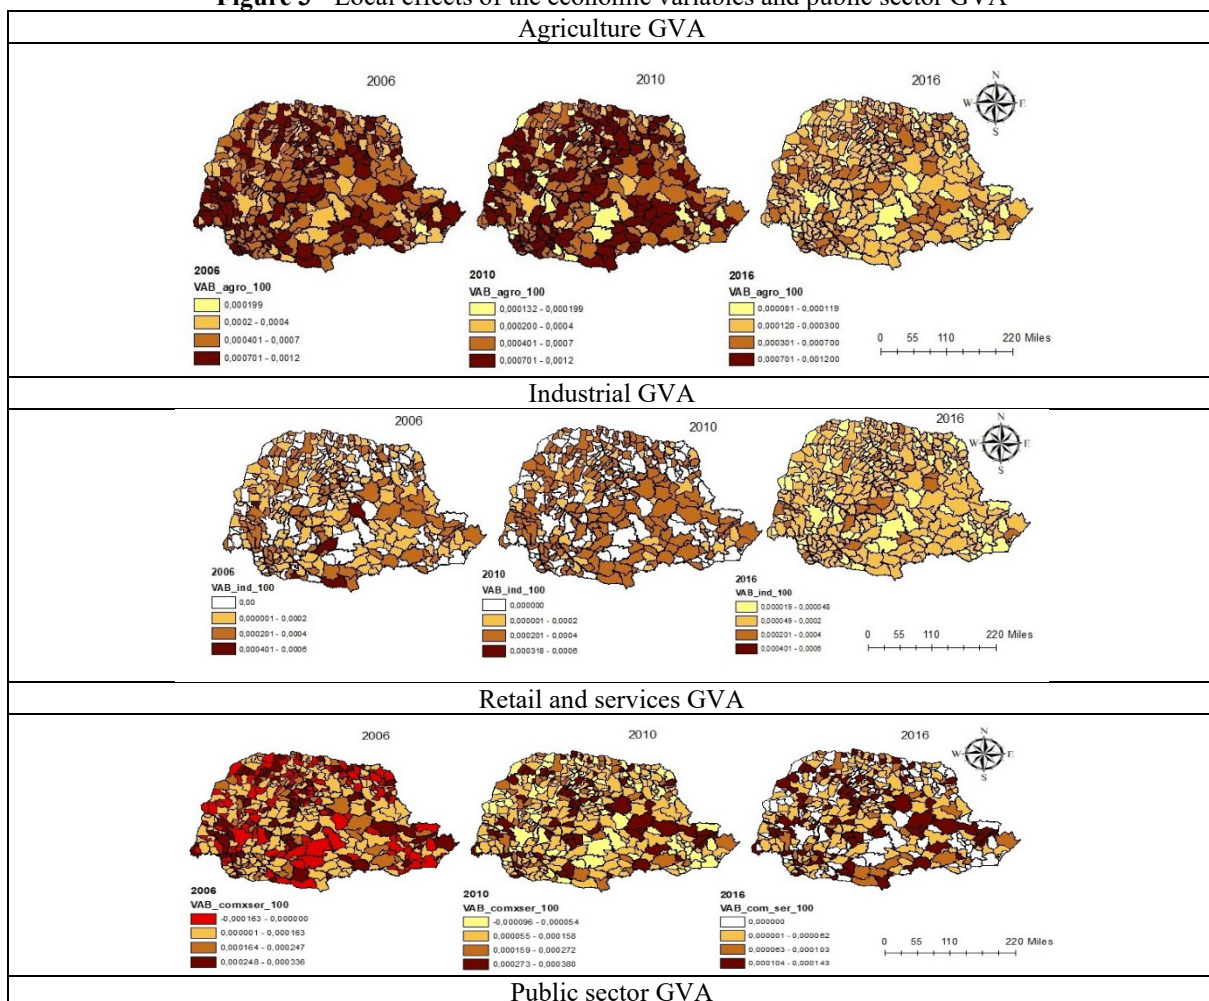 Figure 3 - Local effects of the economic variables and public sector GVA
Agriculture GVA
2006
2010
2016
N
W
E
S
2006
VAB_agro_100
0,000199
0,0002 - 0,0004
0,000401 - 0,0007
0,000701 - 0,0012
2010
VAB_agro_100
0,000132 - 0,000199
0,000200 - 0,0004
0,000401 - 0,0007
0,000701 - 0,0012
2016
VAB_agro_100
0,000081 - 0,000119
0,000120 - 0,000300
0,000301 - 0,000700
0,000701 - 0,001200
0 55 110 220 Miles
Industrial GVA
2006
2010
2016
N
W
E
S
2006
VAB_ind_100
0,00
0,000001 - 0,0002
0,000201 - 0,0004
0,000401 - 0,0006
2010
VAB_ind_100
0,000000
0,000001 - 0,0002
0,000201 - 0,0004
0,000318 - 0,0006
2016
VAB_ind_100
0,000019 - 0,000048
0,000049 - 0,0002
0,000201 - 0,0004
0,000401 - 0,0006
0 55 110 220 Miles
Retail and services GVA
2006
2010
2016
N
W
E
S
2006
VAB_comxser_100
-0,000163 - 0,000000
0,000001 - 0,000163
0,000164 - 0,000247
0,000248 - 0,000336
2010
VAB_comxser_100
-0,000096 - 0,000054
0,000055 - 0,000158
0,000159 - 0,000272
0,000273 - 0,000380
2016
VAB_com_ser_100
0,000000
0,000001 - 0,000062
0,000063 - 0,000103
0,000104 - 0,000143
0 55 110 220 Miles
Public sector GVA